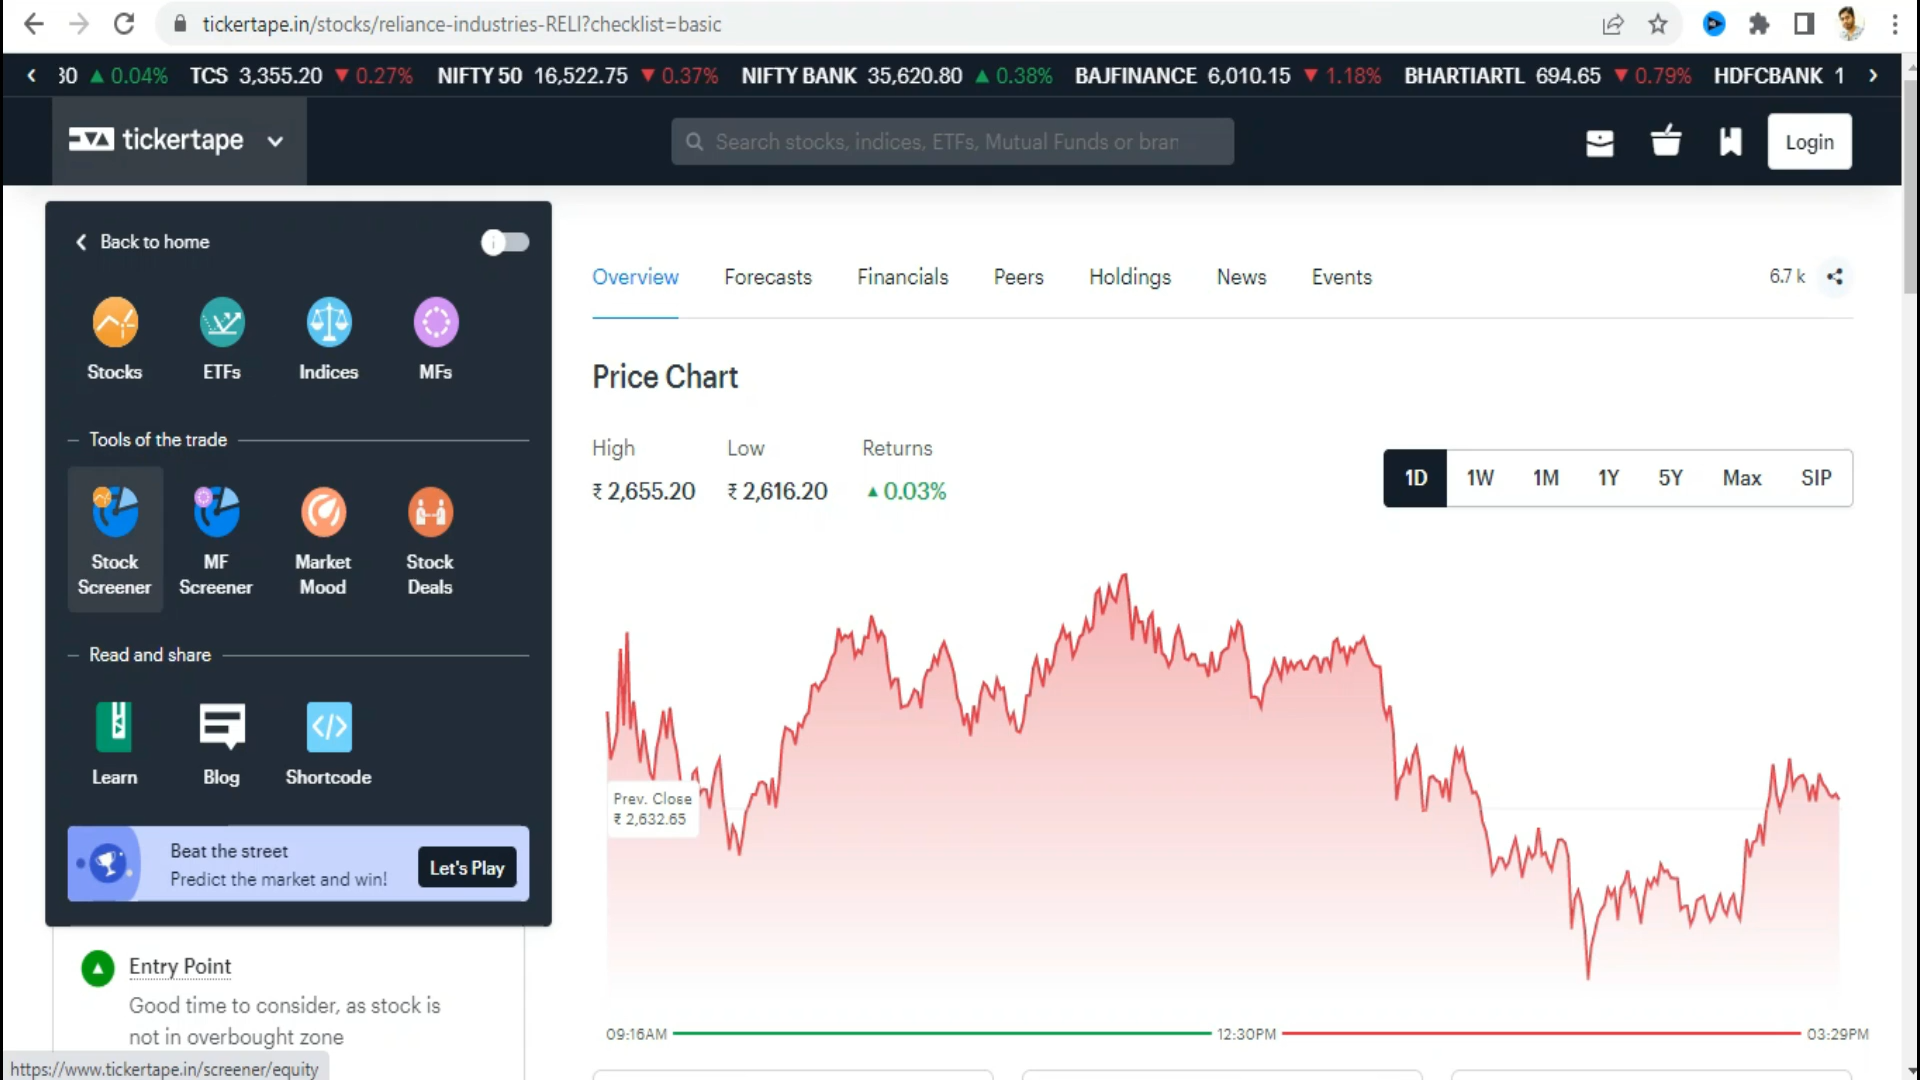 tickertape.in/stocks/reliance-industries-RELI?checklist=basic
30 ▲ 0.04% TCS 3,355.20 ▼ 0.27% NIFTY 50 16,522.75 ▼ 0.37% NIFTY BANK 35,620.80 ▲ 0.38% BAJFINANCE 6,010.15 ▼ 1.18% BHARTIARTL 694.65 ▼ 0.79% HDFCBANK 1
tickertape
Search stocks, indices, ETFs, Mutual Funds or bran
Login
Back to home
Stocks ETFs Indices MFs
Tools of the trade
Stock Screener
MF Screener
Market Mood
Stock Deals
Read and share
Learn Blog Shortcode
Beat the street
Predict the market and win!
Let's Play
Entry Point
Good time to consider, as stock is
not in overbought zone
https://www.tickertape.in/screener/equity
Overview Forecasts Financials Peers Holdings News Events
6.7 k
Price Chart
High Low Returns
₹ 2,655.20 ₹ 2,616.20 ▲ 0.03%
1D 1W 1M 1Y 5Y Max SIP
Prev. Close
₹ 2,632.65
09:16AM 12:30PM 03:29PM